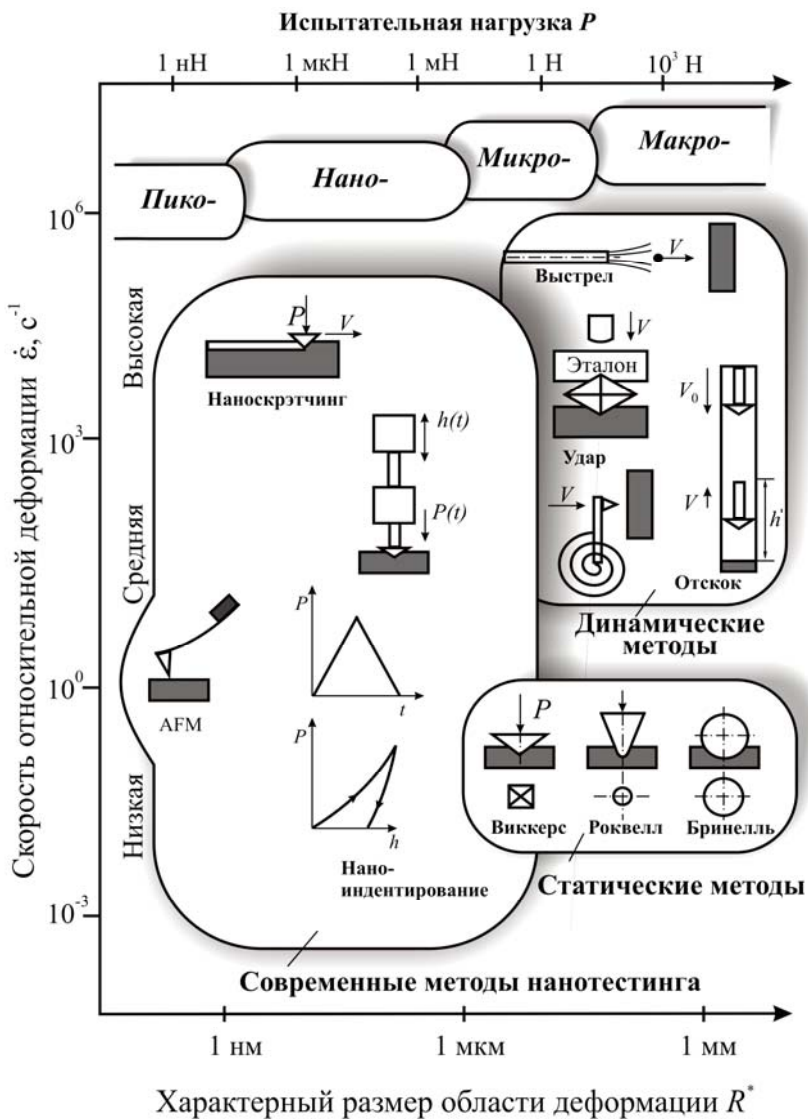 Испытательная нагрузка P
1 нН 1 мкН 1 мН 1 Н 10³ Н
Пико- Нано- Микро- Макро-
10⁶
10³
10⁰
10⁻³
Скорость относительной деформации ε̇, с⁻¹
Высокая
Средняя
Низкая
P
V
Наноскрэтчинг
h(t)
P(t)
AFM
P
t
P
h
Нано-
индентирование
Современные методы нанотестинга
V
Выстрел
V
Эталон
Удар
V
V₀
V
h'
Отскок
Динамические
методы
P
Виккерс Роквелл Бринелль
Статические методы
1 нм 1 мкм 1 мм
Характерный размер области деформации R*